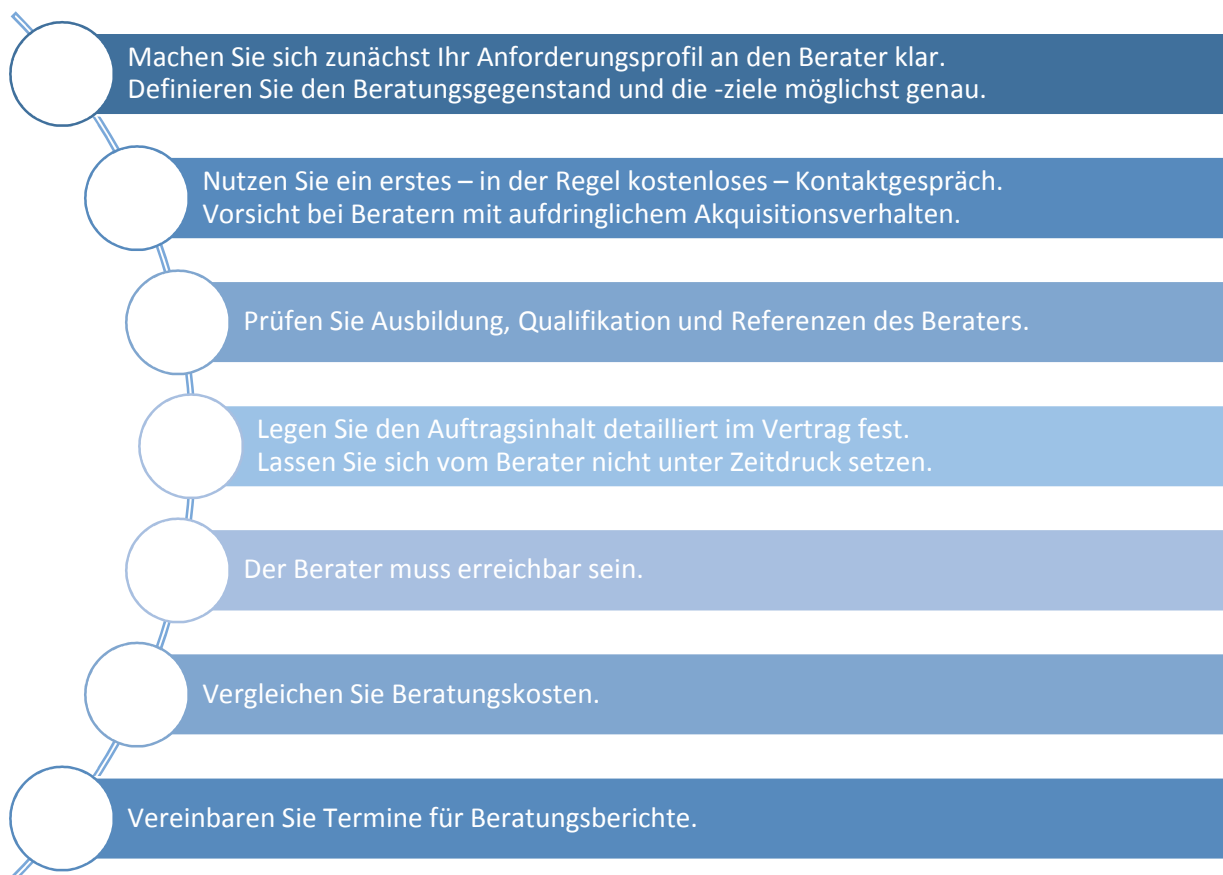 Machen Sie sich zunächst Ihr Anforderungsprofil an den Berater klar.
Definieren Sie den Beratungsgegenstand und die -ziele möglichst genau.
Nutzen Sie ein erstes – in der Regel kostenloses – Kontaktgespräch.
Vorsicht bei Beratern mit aufdringlichem Akquisitionsverhalten.
Prüfen Sie Ausbildung, Qualifikation und Referenzen des Beraters.
Legen Sie den Auftragsinhalt detailliert im Vertrag fest.
Lassen Sie sich vom Berater nicht unter Zeitdruck setzen.
Der Berater muss erreichbar sein.
Vergleichen Sie Beratungskosten.
Vereinbaren Sie Termine für Beratungsberichte.